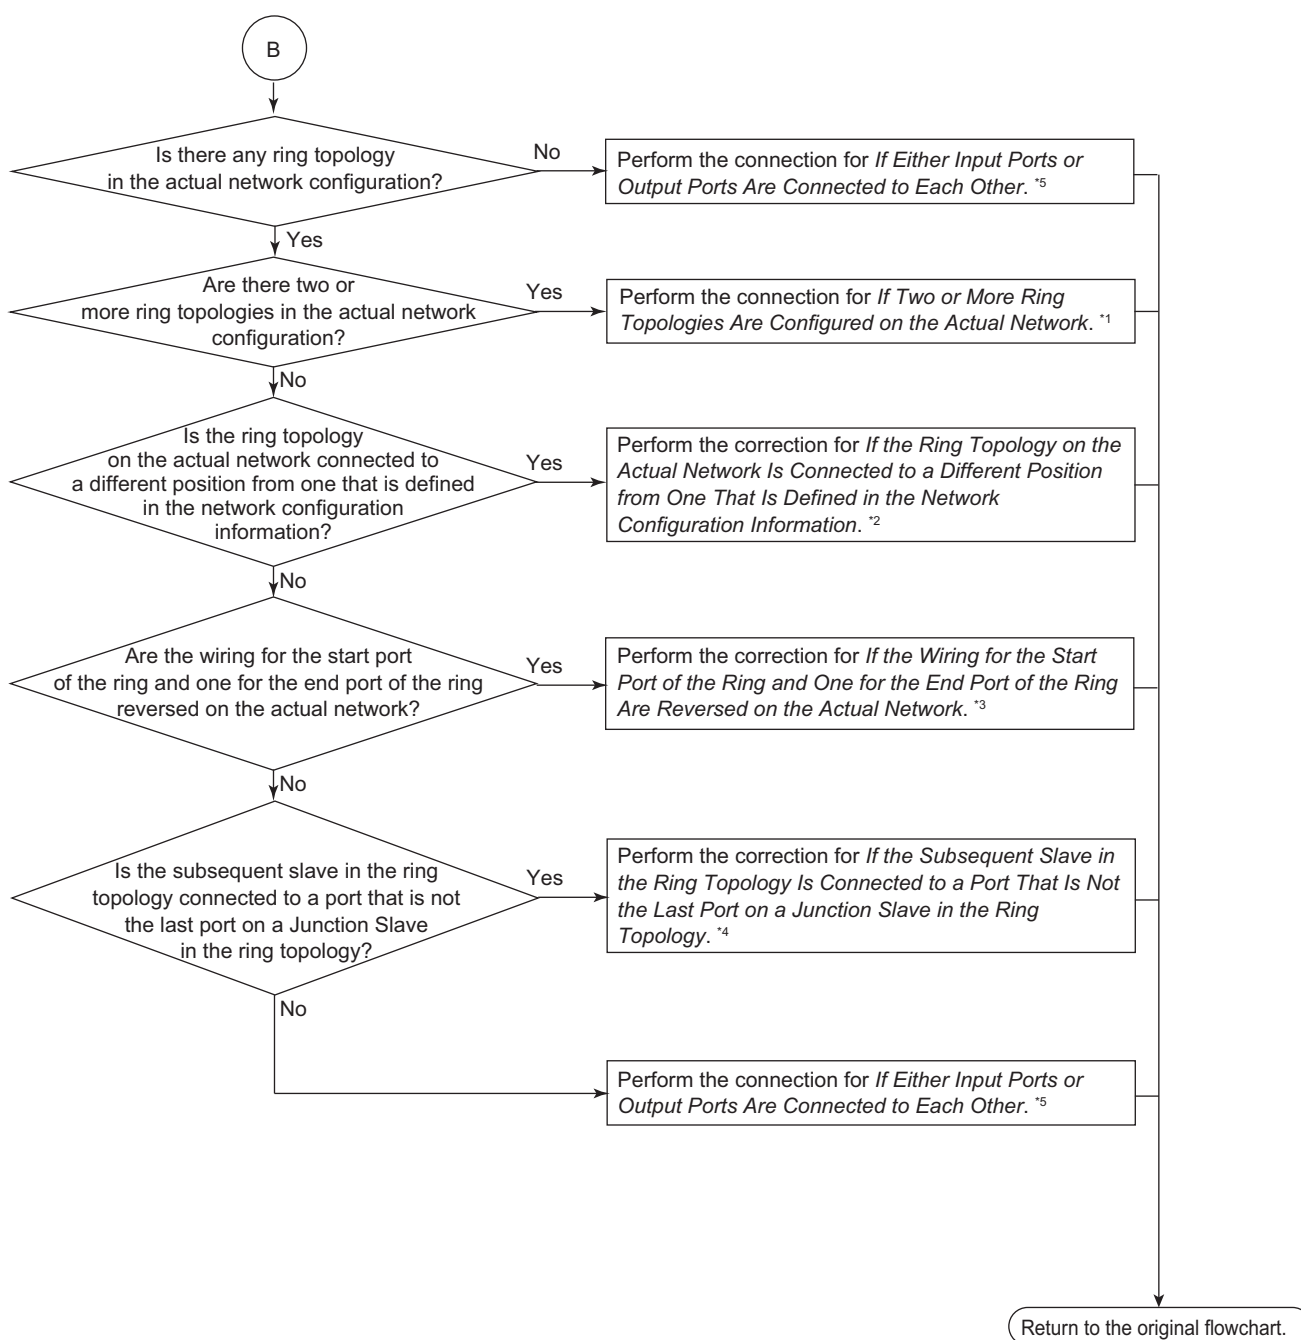 B
Is there any ring topology
in the actual network configuration?
No
Perform the connection for If Either Input Ports or
Output Ports Are Connected to Each Other. *5
Yes
Are there two or
more ring topologies in the actual network
configuration?
Yes
Perform the connection for If Two or More Ring
Topologies Are Configured on the Actual Network. *1
No
Is the ring topology
on the actual network connected to
a different position from one that is defined
in the network configuration
information?
Yes
Perform the correction for If the Ring Topology on the
Actual Network Is Connected to a Different Position
from One That Is Defined in the Network
Configuration Information. *2
No
Are the wiring for the start port
of the ring and one for the end port of the ring
reversed on the actual network?
Yes
Perform the correction for If the Wiring for the Start
Port of the Ring and One for the End Port of the Ring
Are Reversed on the Actual Network. *3
No
Is the subsequent slave in the ring
topology connected to a port that is not
the last port on a Junction Slave
in the ring topology?
Yes
Perform the correction for If the Subsequent Slave in
the Ring Topology Is Connected to a Port That Is Not
the Last Port on a Junction Slave in the Ring
Topology. *4
No
Perform the connection for If Either Input Ports or
Output Ports Are Connected to Each Other. *5
Return to the original flowchart.